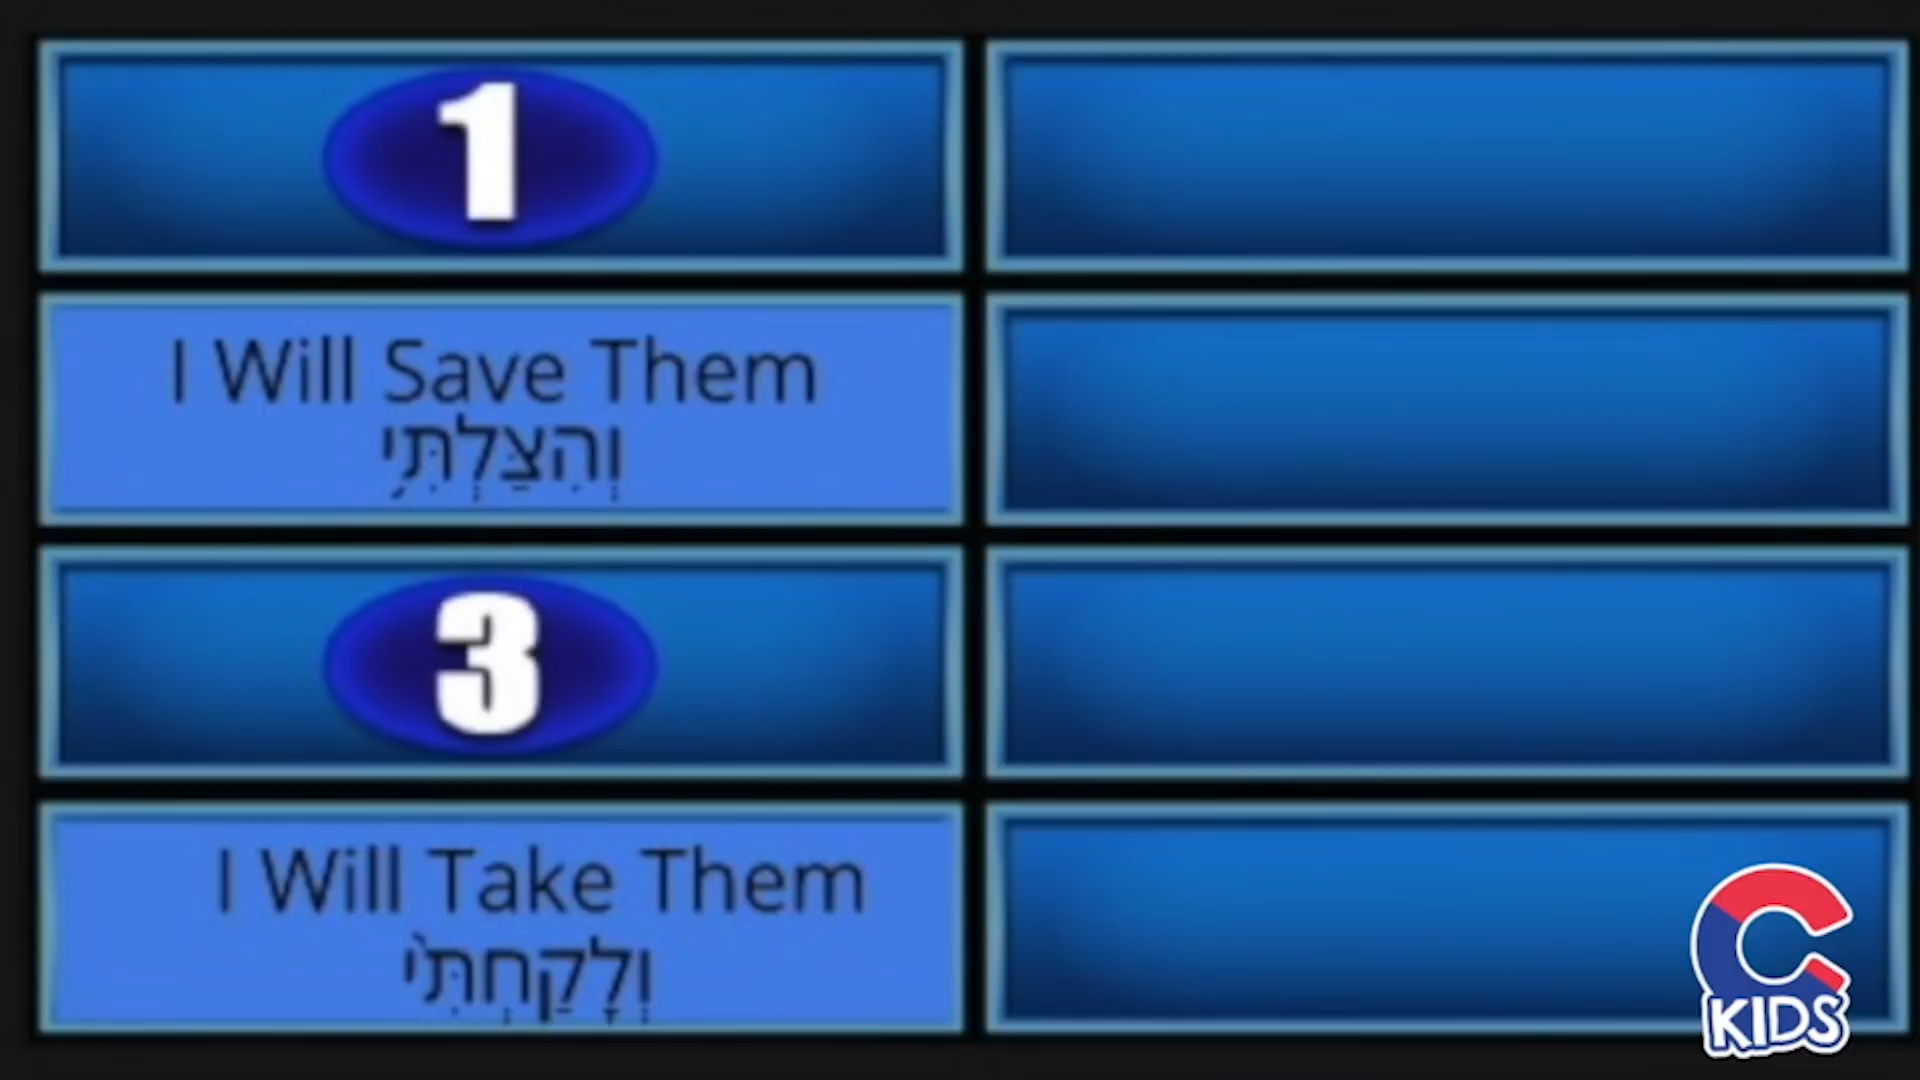 1
I Will Save Them
וְהִצַּלְתִּ֥י
3
I Will Take Them
וְלָקַחְתִּ֨י
C
KIDS